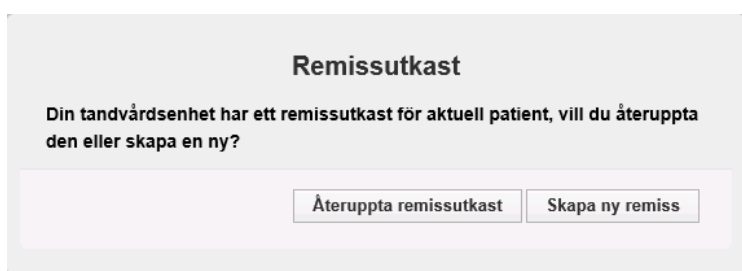 Remissutkast
Din tandvårdsenhet har ett remissutkast för aktuell patient, vill du återuppta
den eller skapa en ny?
Återuppta remissutkast
Skapa ny remiss